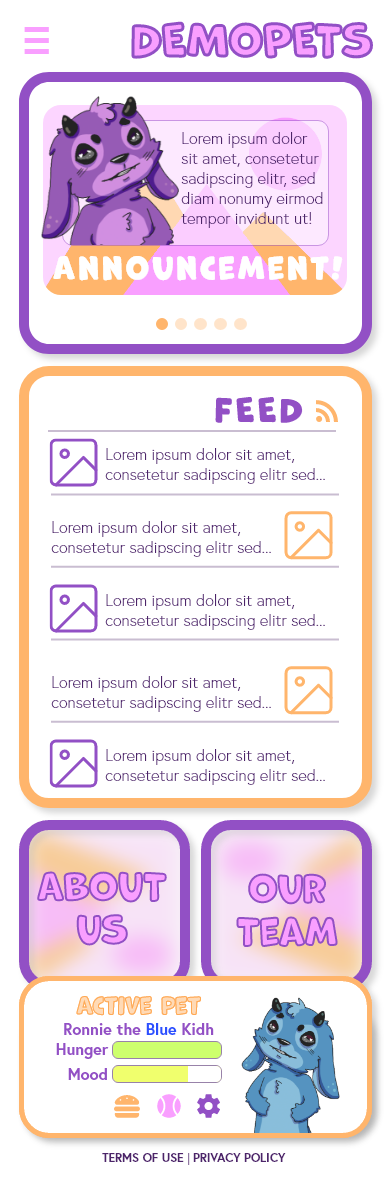 DEMOPETS
Lorem ipsum dolor
sit amet, consetetur
sadipscing elitr, sed
diam nonumy eirmod
tempor invidunt ut!
ANNOUNCEMENT!
FEED
Lorem ipsum dolor sit amet,
consetetur sadipscing elitr sed...
Lorem ipsum dolor sit amet,
consetetur sadipscing elitr sed...
Lorem ipsum dolor sit amet,
consetetur sadipscing elitr sed...
Lorem ipsum dolor sit amet,
consetetur sadipscing elitr sed...
Lorem ipsum dolor sit amet,
consetetur sadipscing elitr sed...
ABOUT
US
OUR
TEAM
ACTIVE PET
Ronnie the Blue Kidh
Hunger
Mood
TERMS OF USE | PRIVACY POLICY